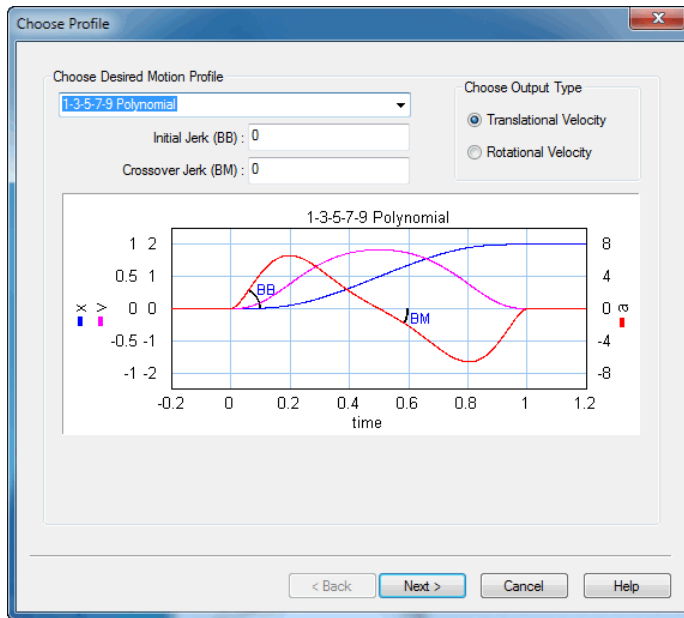 Choose Profile
Choose Desired Motion Profile
1-3-5-7-9 Polynomial
Initial Jerk (BB) : 0
Crossover Jerk (BM) : 0
Choose Output Type
Translational Velocity
Rotational Velocity
1-3-5-7-9 Polynomial
1 2 8
0.5 1 4
x v 0 0 0 a
-0.5 -1 -4
-1 -2 -8
BB
BM
-0.2 0 0.2 0.4 0.6 0.8 1 1.2
time
< Back Next > Cancel Help